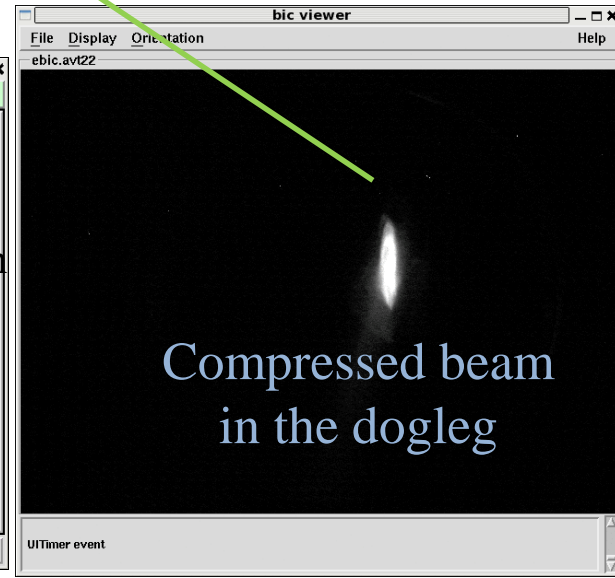 bic viewer
File Display Orientation Help
ebic.avt22
Compressed beam
in the dogleg
UITimer event